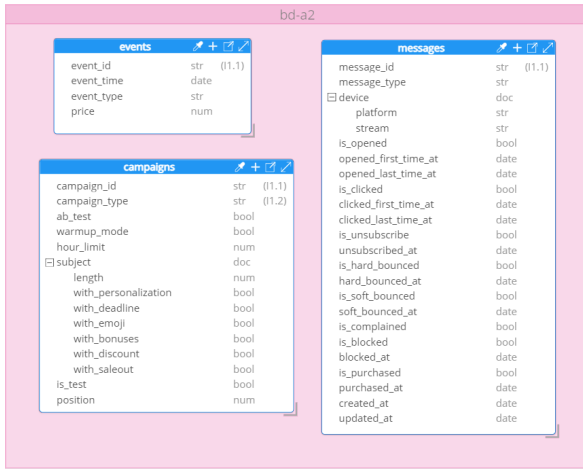 bd-a2
events
event_id str (I1.1)
event_time date
event_type str
price num
campaigns
campaign_id str (I1.1)
campaign_type str (I1.2)
ab_test bool
warmup_mode bool
hour_limit num
subject doc
length num
with_personalization bool
with_deadline bool
with_emoji bool
with_bonuses bool
with_discount bool
with_saleout bool
is_test bool
position num
messages
message_id str (I1.1)
message_type str
device doc
platform str
stream str
is_opened bool
opened_first_time_at date
opened_last_time_at date
is_clicked bool
clicked_first_time_at date
clicked_last_time_at date
is_unsubscribe bool
unsubscribed_at date
is_hard_bounced bool
hard_bounced_at date
is_soft_bounced bool
soft_bounced_at date
is_complained bool
is_blocked bool
blocked_at date
is_purchased bool
purchased_at date
created_at date
updated_at date